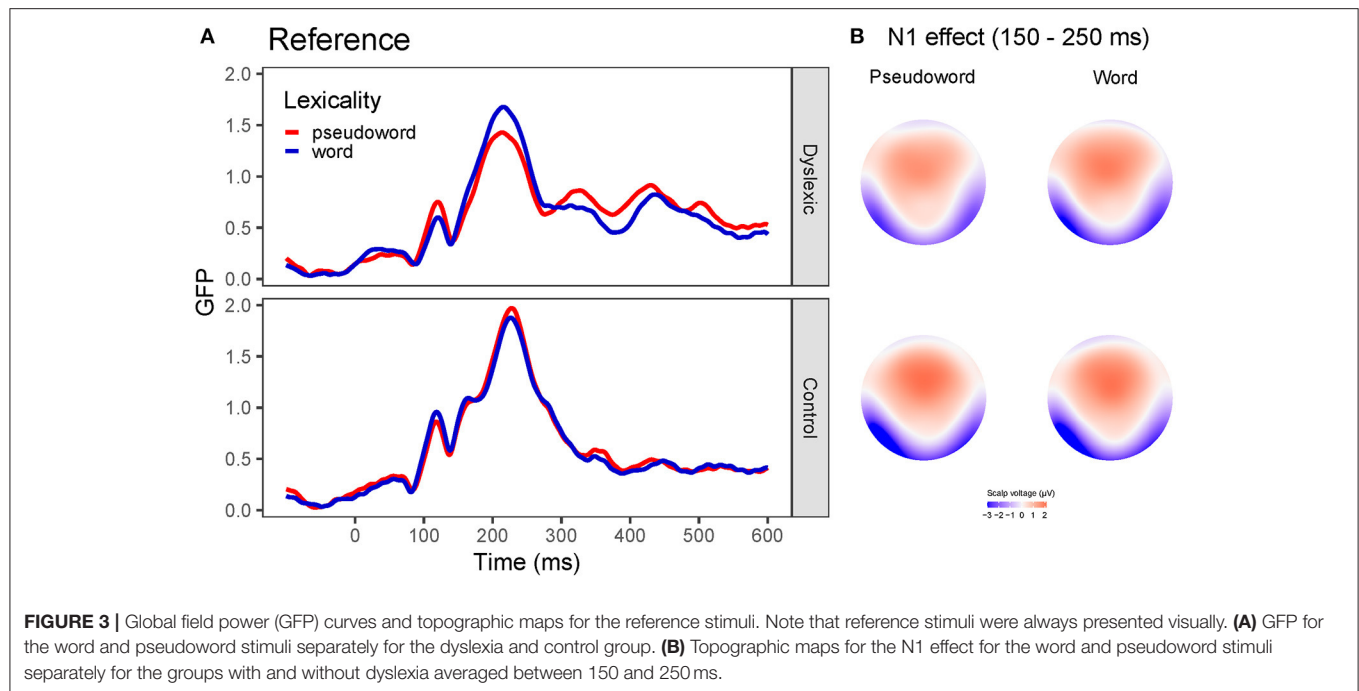 A Reference
Lexicality
pseudoword
word
GFP
2.0
1.5
1.0
0.5
0.0
Dyslexic
2.0
1.5
1.0
0.5
0.0
Control
0 100 200 300 400 500 600
Time (ms)
B N1 effect (150 - 250 ms)
Pseudoword Word
Scalp voltage (µV)
−3 −2 −1 0 1 2
FIGURE 3 | Global field power (GFP) curves and topographic maps for the reference stimuli. Note that reference stimuli were always presented visually. (A) GFP for
the word and pseudoword stimuli separately for the dyslexia and control group. (B) Topographic maps for the N1 effect for the word and pseudoword stimuli
separately for the groups with and without dyslexia averaged between 150 and 250 ms.